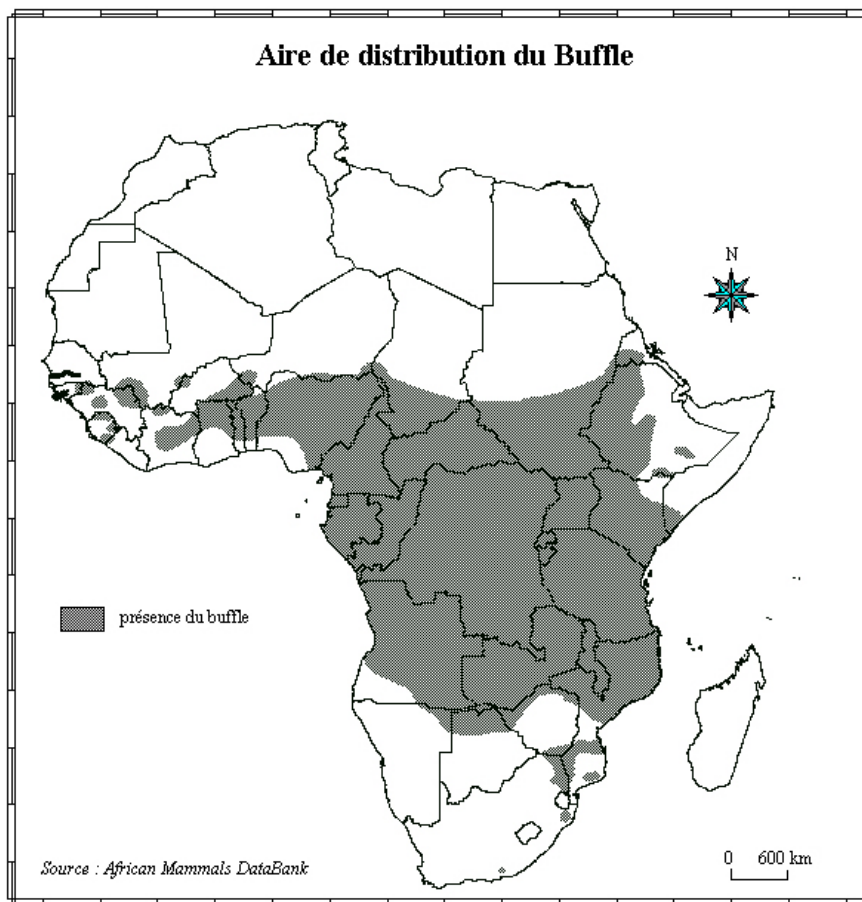 Aire de distribution du Buffle
N
présence du buffle
Source : African Mammals DataBank
0 600 km